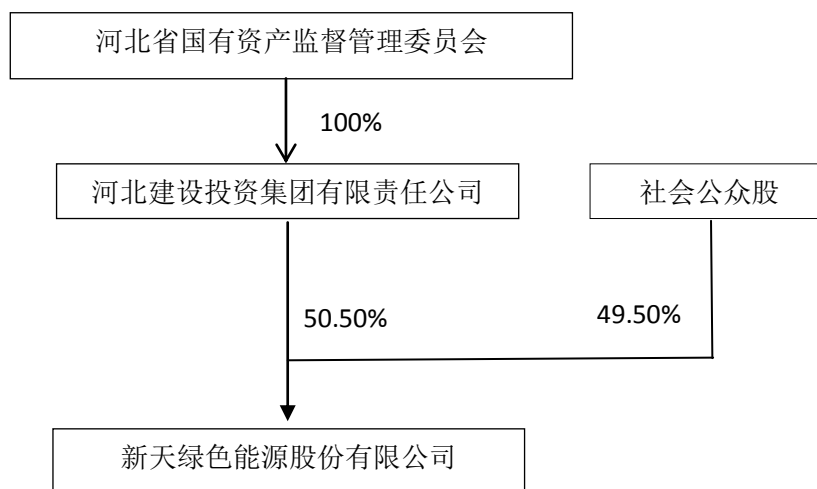 河北省国有资产监督管理委员会
100%
河北建设投资集团有限责任公司
社会公众股
50.50%
49.50%
新天绿色能源股份有限公司